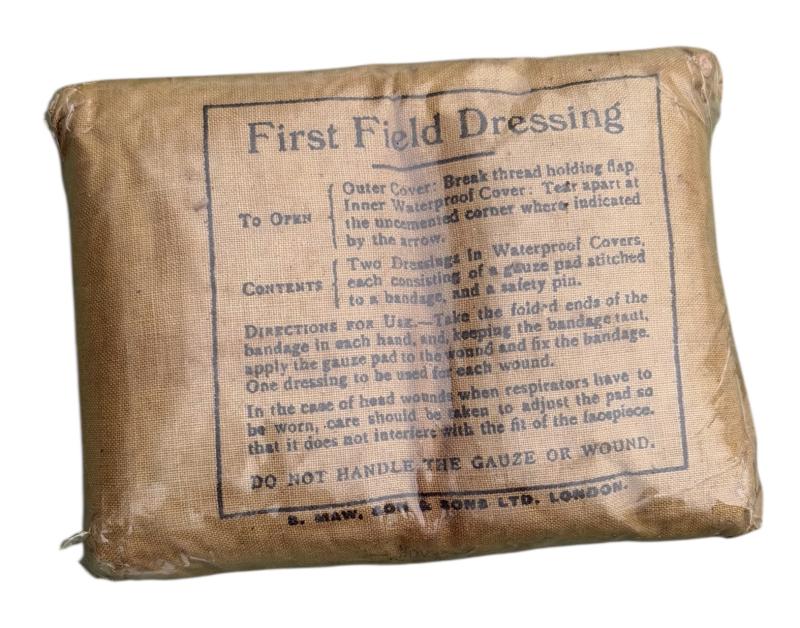 First Field Dressing
To Open
Outer Cover: Break thread holding flap.
Inner Waterproof Cover: Tear apart at
the uncemented corner where indicated
by the arrow.
Contents
Two Dressings in Waterproof Covers,
each consisting of a gauze pad stitched
to a bandage, and a safety pin.
Directions for Use.—Take the folded ends of the
bandage in each hand, and, keeping the bandage taut,
apply the gauze pad to the wound and fix the bandage.
One dressing to be used for each wound.
In the case of head wounds when respirators have to
be worn, care should be taken to adjust the pad so
that it does not interfere with the fit of the facepiece.
DO NOT HANDLE THE GAUZE OR WOUND.
S. MAW, SON & SONS LTD. LONDON.